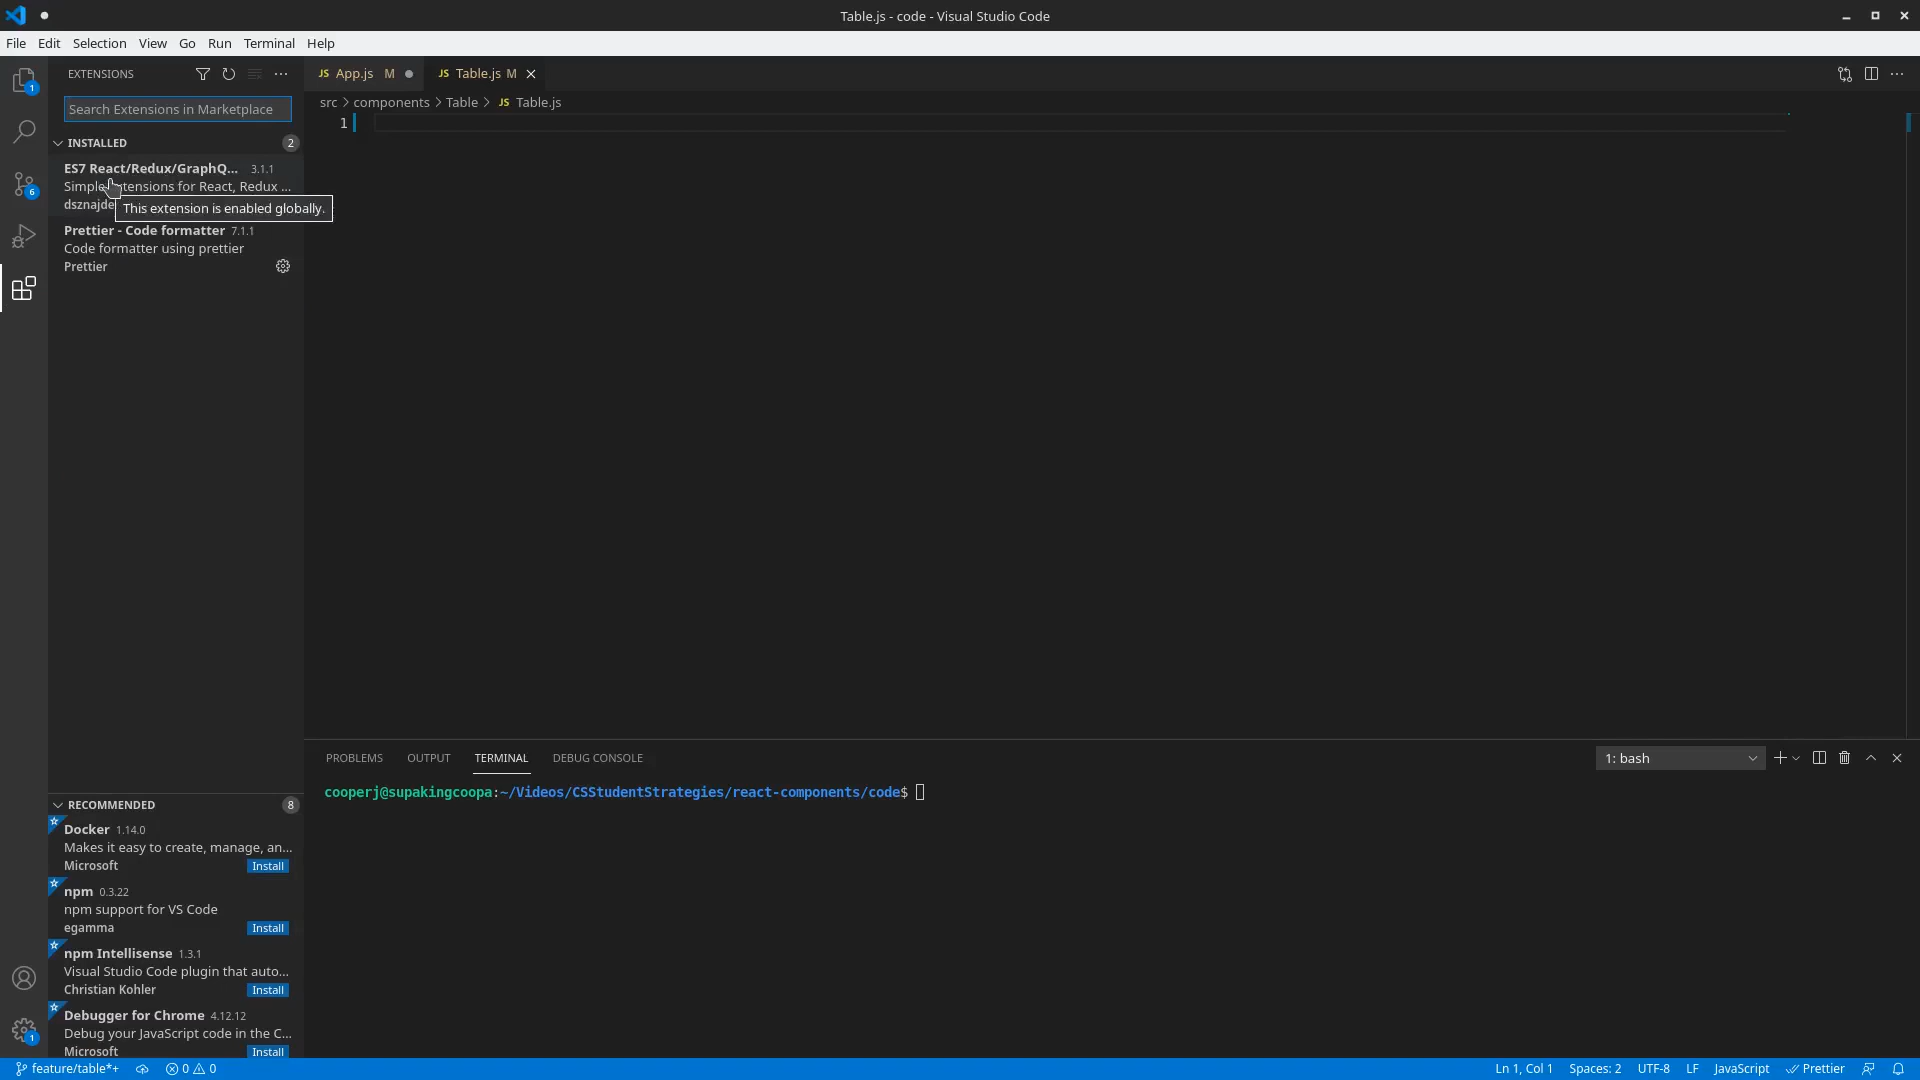 Table.js - code - Visual Studio Code
File Edit Selection View Go Run Terminal Help
EXTENSIONS
JS App.js M
JS Table.js M
Search Extensions in Marketplace
src > components > Table > JS Table.js
1
INSTALLED 2
ES7 React/Redux/GraphQ... 3.1.1
Simple extensions for React, Redux ...
dsznajde
This extension is enabled globally.
Prettier - Code formatter 7.1.1
Code formatter using prettier
Prettier
1
6
PROBLEMS OUTPUT TERMINAL DEBUG CONSOLE
1: bash
cooperj@supakingcoopa:~/Videos/CSStudentStrategies/react-components/code$
RECOMMENDED 8
Docker 1.14.0
Makes it easy to create, manage, an...
Microsoft Install
npm 0.3.22
npm support for VS Code
egamma Install
npm Intellisense 1.3.1
Visual Studio Code plugin that auto...
Christian Kohler Install
Debugger for Chrome 4.12.12
Debug your JavaScript code in the C...
Microsoft Install
1
feature/table*+ 0 0
Ln 1, Col 1 Spaces: 2 UTF-8 LF JavaScript Prettier